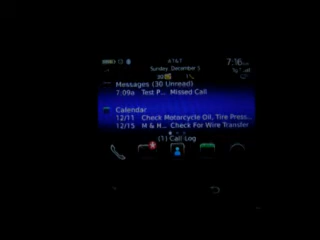 7:16
Sunday, December 5
Messages (30 Unread)
7:09a Test P... Missed Call
Calendar
12/11 Check Motorcycle Oil, Tire Press...
12/15 M & H... Check For Wire Transfer
(1) Call Log